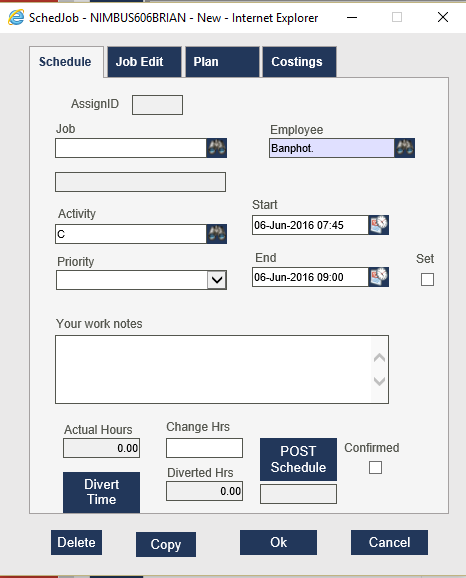 SchedJob - NIMBUS606BRIAN - New - Internet Explorer
Schedule Job Edit Plan Costings
AssignID
Job Employee
Banphot.
Activity Start
C 06-Jun-2016 07:45
Priority End Set
06-Jun-2016 09:00
Your work notes
Actual Hours Change Hrs
0.00
POST
Schedule
Confirmed
Divert
Time
Diverted Hrs
0.00
Delete Copy Ok Cancel